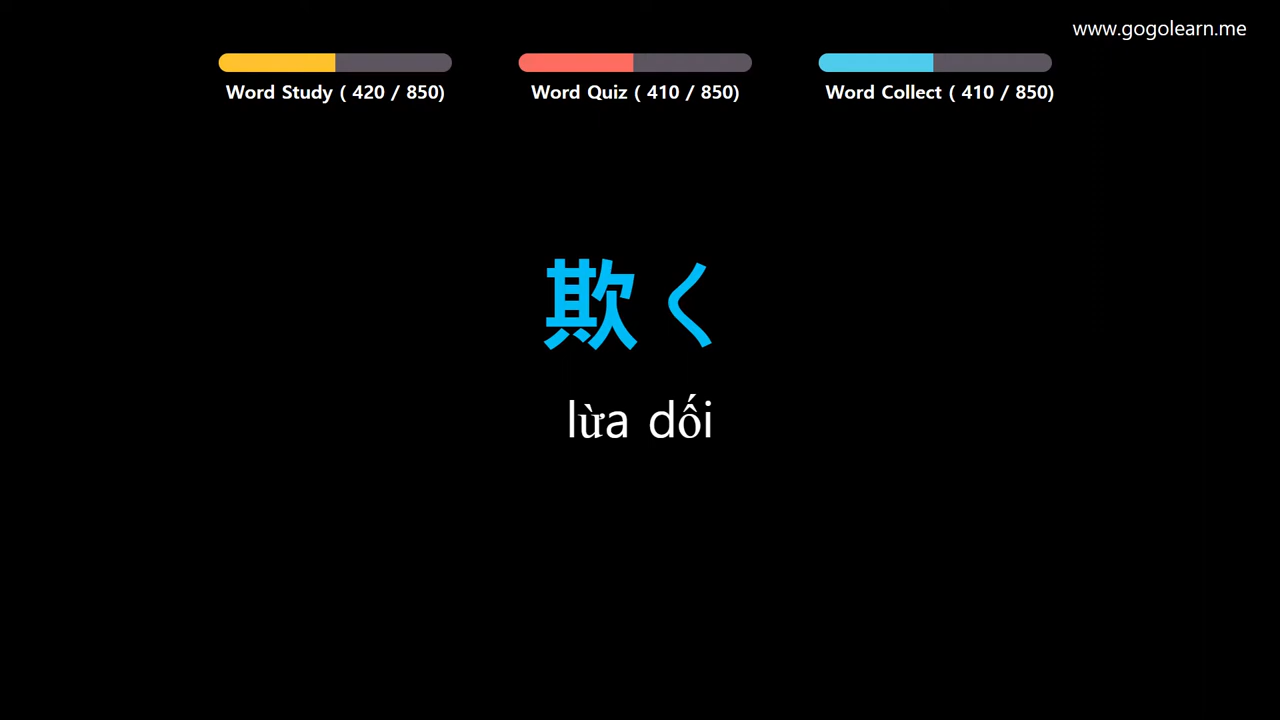 www.gogolearn.me
Word Study ( 420 / 850)
Word Quiz ( 410 / 850)
Word Collect ( 410 / 850)
欺く
lừa dối